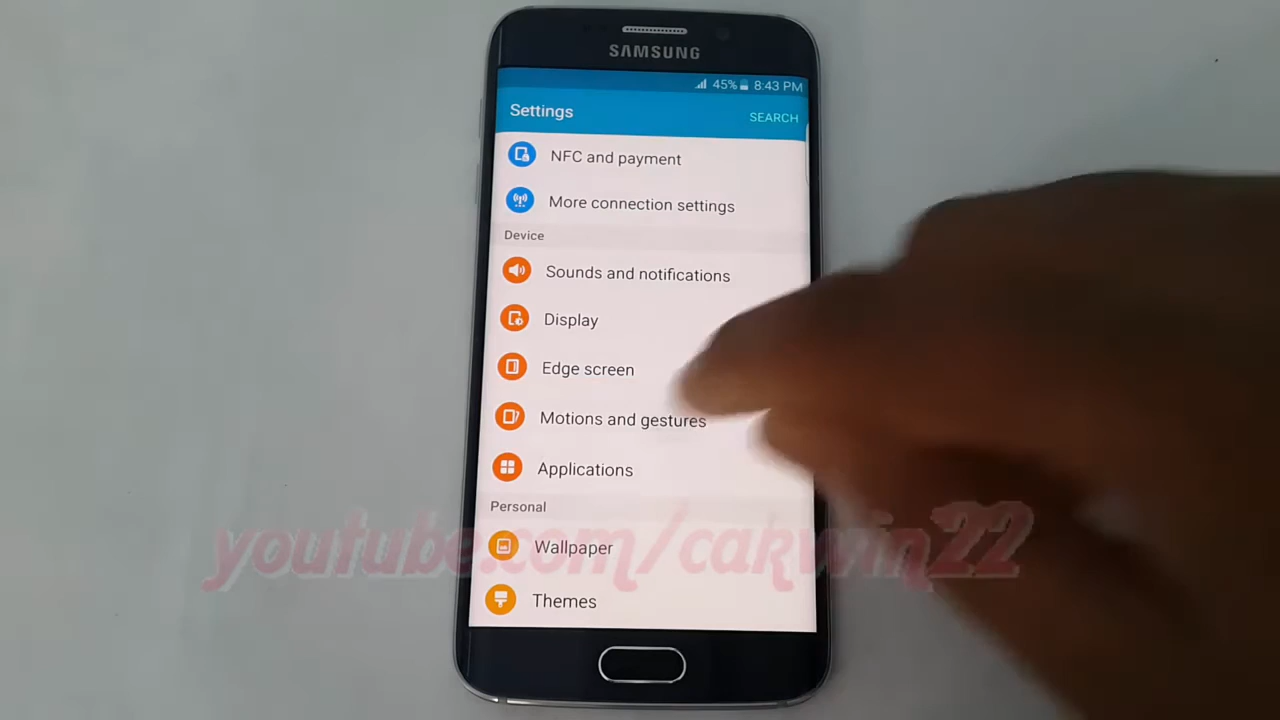 SAMSUNG
45% 8:43 PM
Settings
SEARCH
NFC and payment
More connection settings
Device
Sounds and notifications
Display
Edge screen
Motions and gestures
Applications
Personal
youtube.com/cakwin22
Wallpaper
Themes